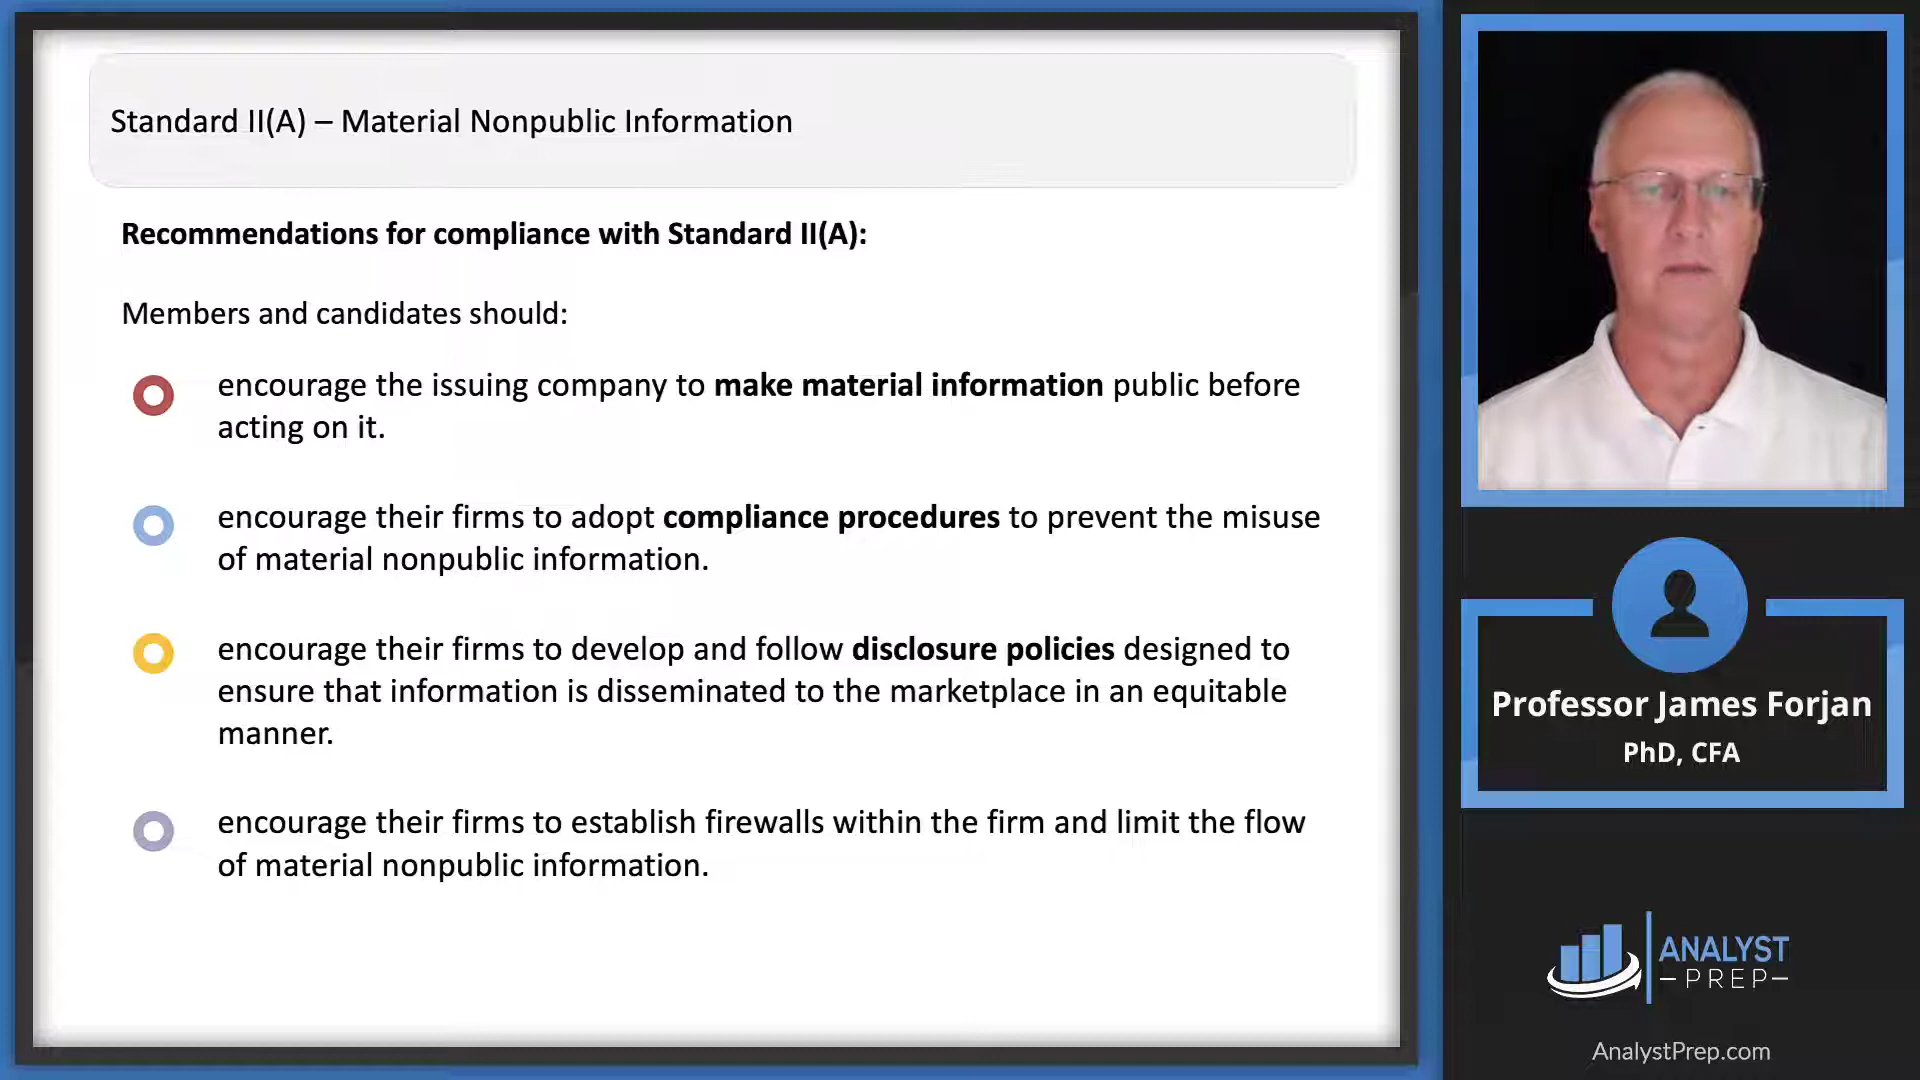 Standard II(A) – Material Nonpublic Information
Recommendations for compliance with Standard II(A):
Members and candidates should:
encourage the issuing company to make material information public before
acting on it.
encourage their firms to adopt compliance procedures to prevent the misuse
of material nonpublic information.
encourage their firms to develop and follow disclosure policies designed to
ensure that information is disseminated to the marketplace in an equitable
manner.
encourage their firms to establish firewalls within the firm and limit the flow
of material nonpublic information.
Professor James Forjan
PhD, CFA
ANALYST
PREP
AnalystPrep.com